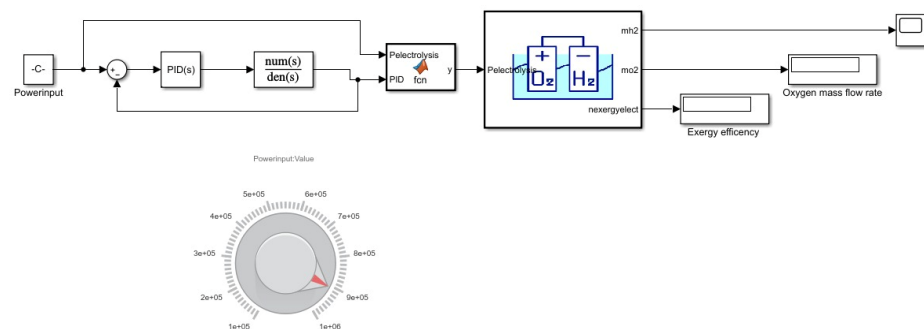 mh2
-C-
Powerinput
+
-
PID(s)
num(s)
den(s)
Pelectrolysis
PID
fcn
y
Pelectrolysis
+
-
O2
H2
mo2
Oxygen mass flow rate
nexergyelect
Exergy efficency
Powerinput:Value
5e+05
6e+05
4e+05
7e+05
3e+05
8e+05
2e+05
9e+05
1e+05
1e+06